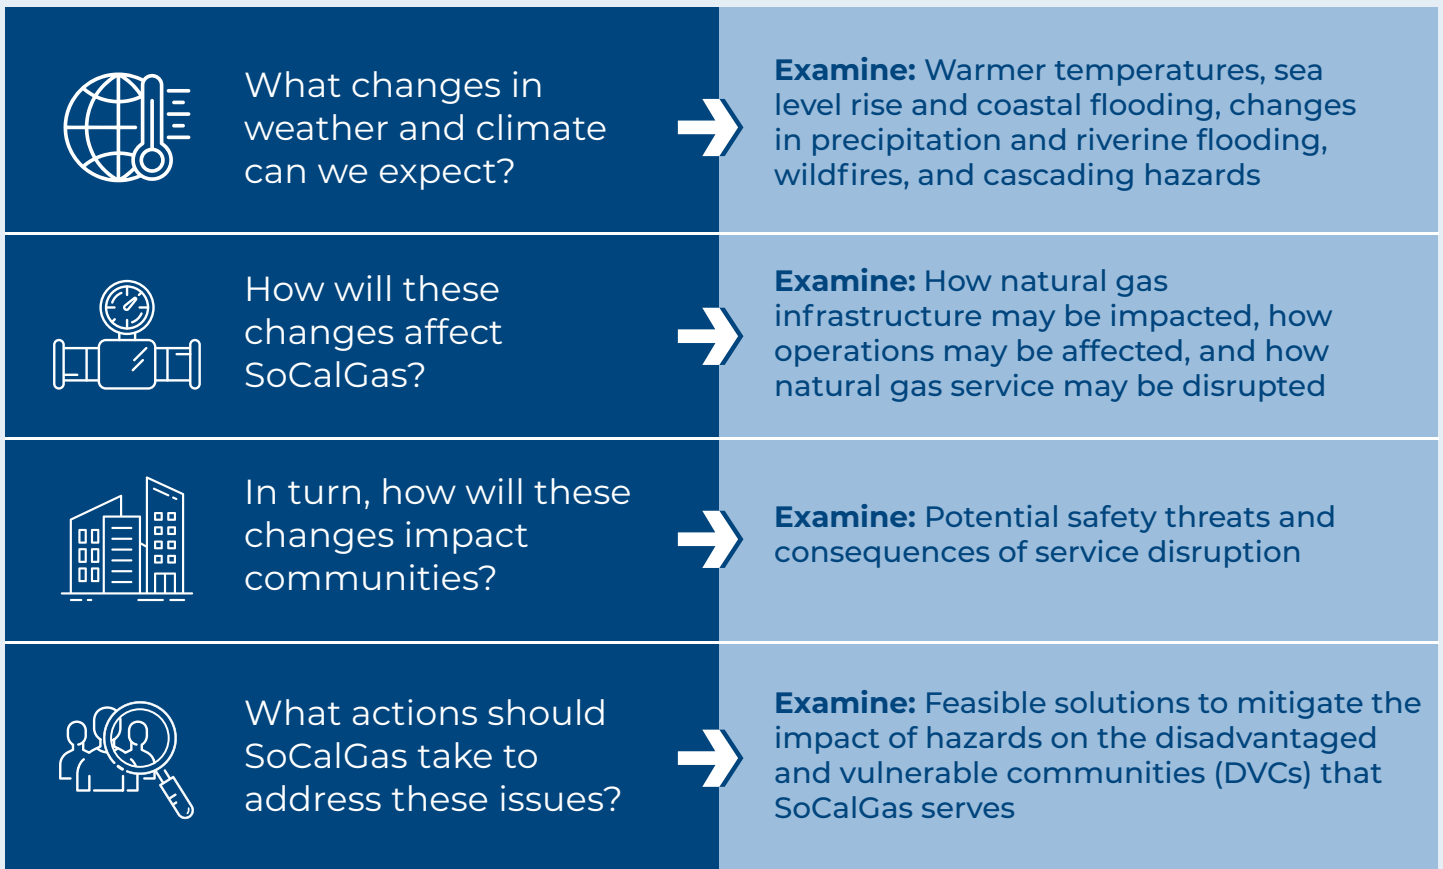 What changes in
weather and climate
can we expect?
Examine: Warmer temperatures, sea
level rise and coastal flooding, changes
in precipitation and riverine flooding,
wildfires, and cascading hazards
How will these
changes affect
SoCalGas?
Examine: How natural gas
infrastructure may be impacted, how
operations may be affected, and how
natural gas service may be disrupted
In turn, how will these
changes impact
communities?
Examine: Potential safety threats and
consequences of service disruption
What actions should
SoCalGas take to
address these issues?
Examine: Feasible solutions to mitigate the
impact of hazards on the disadvantaged
and vulnerable communities (DVCs) that
SoCalGas serves